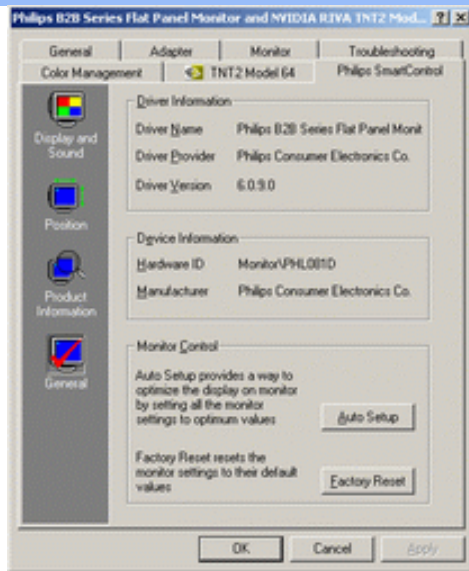 Philips B2B Series Flat Panel Monitor and NVIDIA RIVA TNT2 Mod...
General Adapter Monitor Troubleshooting
Color Management TNT2 Model 64 Philips SmartControl
Display and
Sound
Position
Product
Information
General
Driver Information
Driver Name Philips B2B Series Flat Panel Monit
Driver Provider Philips Consumer Electronics Co.
Driver Version 6.0.9.0
Device Information
Hardware ID Monitor\PHL081D
Manufacturer Philips Consumer Electronics Co.
Monitor Control
Auto Setup provides a way to
optimize the display on monitor
by setting all the monitor
settings to optimum values
Auto Setup
Factory Reset resets the
monitor settings to their default
values
Factory Reset
OK Cancel Apply